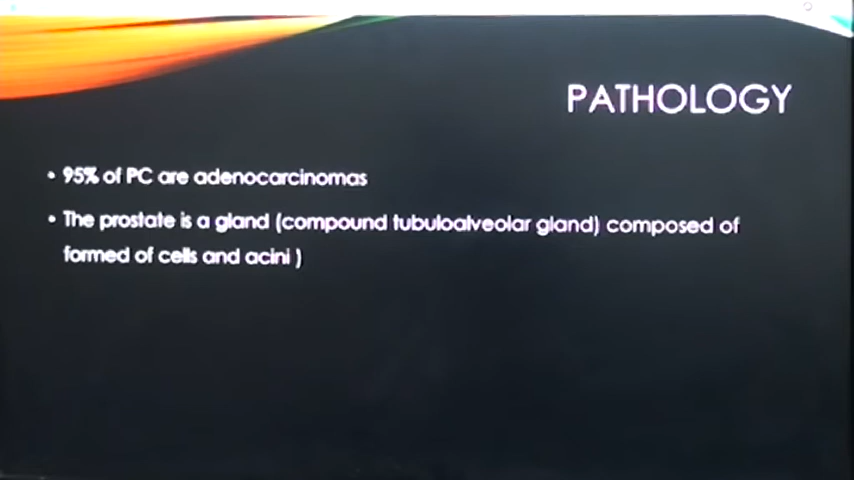 PATHOLOGY
• 95% of PC are adenocarcinomas
• The prostate is a gland (compound tubuloalveolar gland) composed of
formed of cells and acini )